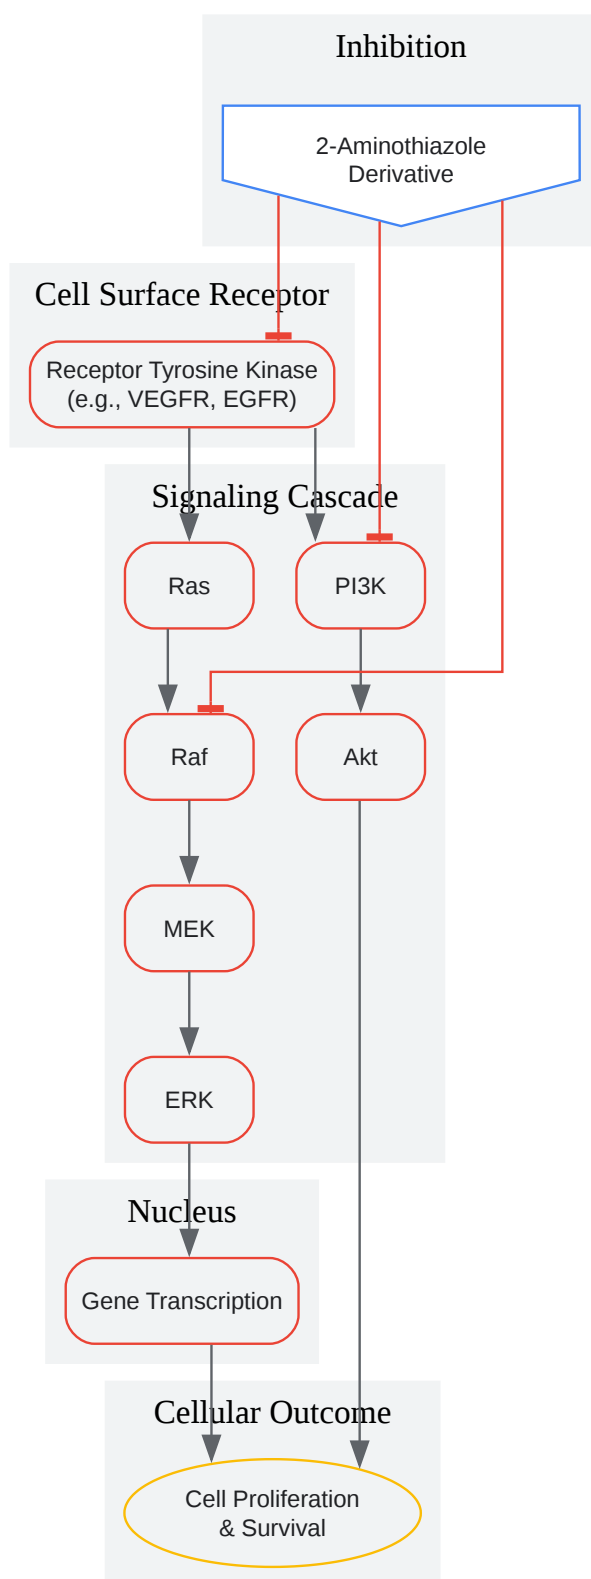 Inhibition
2-Aminothiazole
Derivative
Cell Surface Receptor
Receptor Tyrosine Kinase
(e.g., VEGFR, EGFR)
Signaling Cascade
Ras
PI3K
Raf
Akt
MEK
ERK
Nucleus
Gene Transcription
Cellular Outcome
Cell Proliferation
& Survival